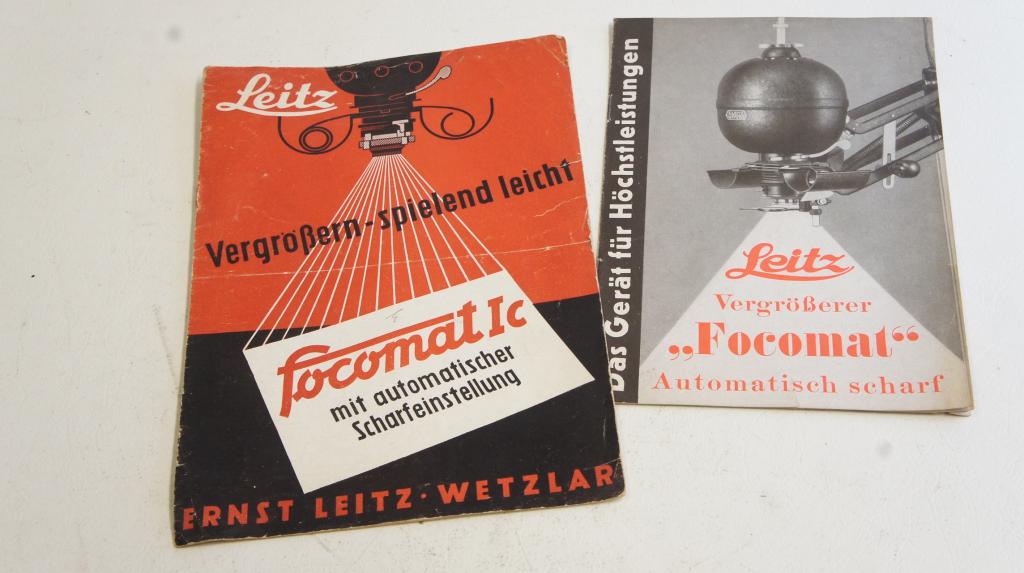 Leitz
Vergrößern-spielend leicht
focomat Ic
mit automatischer
Scharfeinstellung
ERNST LEITZ · WETZLAR
Das Gerät für Höchstleistungen
Leitz
Vergrößerer
„Focomat“
Automatisch scharf